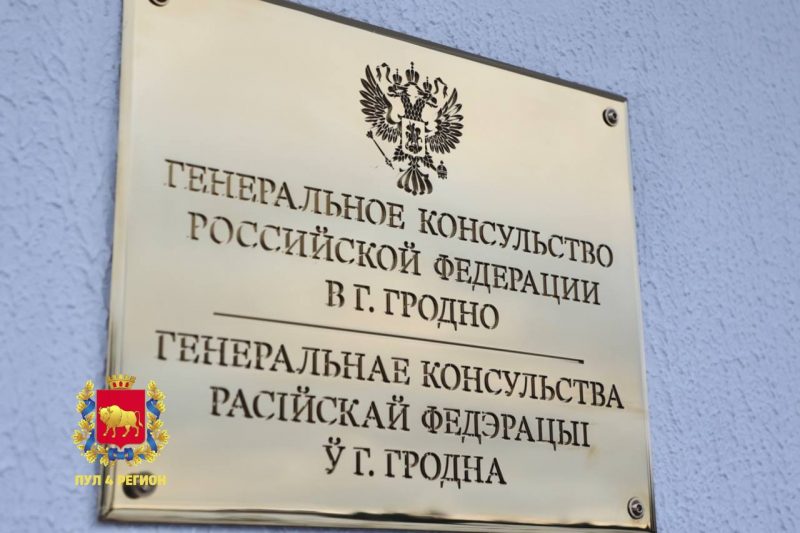 ГЕНЕРАЛЬНОЕ КОНСУЛЬСТВО
РОССИЙСКОЙ ФЕДЕРАЦИИ
В Г. ГРОДНО
ГЕНЕРАЛЬНАЕ КОНСУЛЬСТВА
РАСІЙСКАЙ ФЕДЭРАЦЫІ
Ў Г. ГРОДНА
ПУЛ 4 РЕГИОН